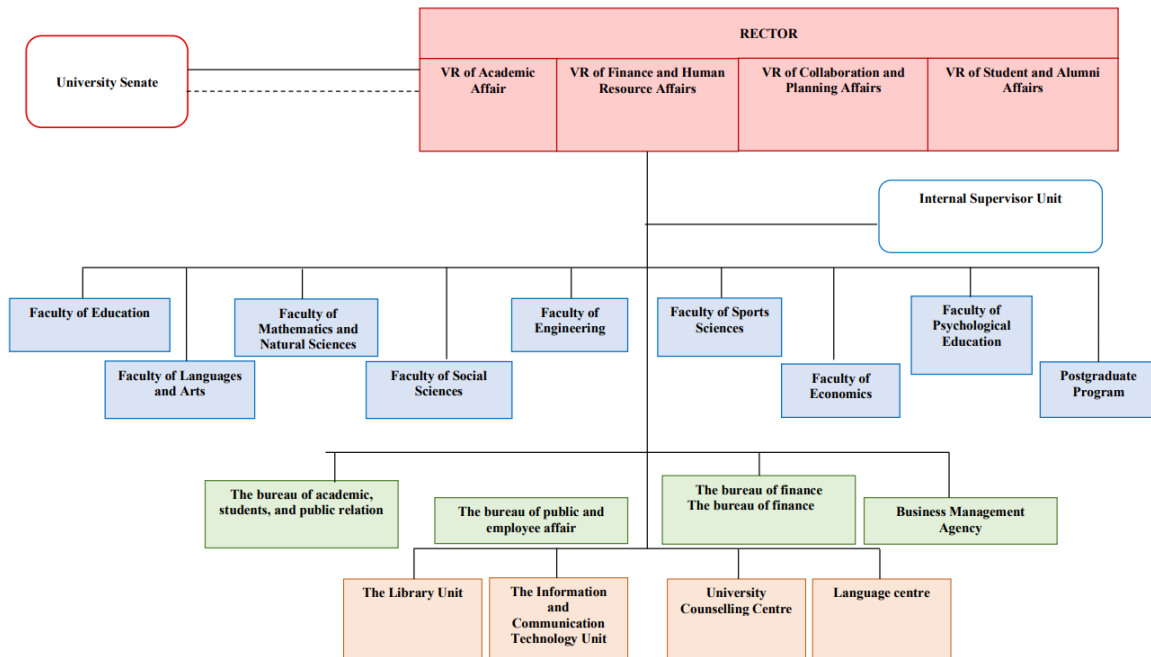 RECTOR
University Senate
VR of Academic
Affair
VR of Finance and Human
Resource Affairs
VR of Collaboration and
Planning Affairs
VR of Student and Alumni
Affairs
Internal Supervisor Unit
Faculty of Education
Faculty of
Mathematics and
Natural Sciences
Faculty of
Engineering
Faculty of Sports
Sciences
Faculty of
Psychological
Education
Faculty of Languages
and Arts
Faculty of Social
Sciences
Faculty of
Economics
Postgraduate
Program
The bureau of academic,
students, and public relation
The bureau of public and
employee affair
The bureau of finance
The bureau of finance
Business Management
Agency
The Library Unit
The Information
and
Communication
Technology Unit
University
Counselling Centre
Language centre